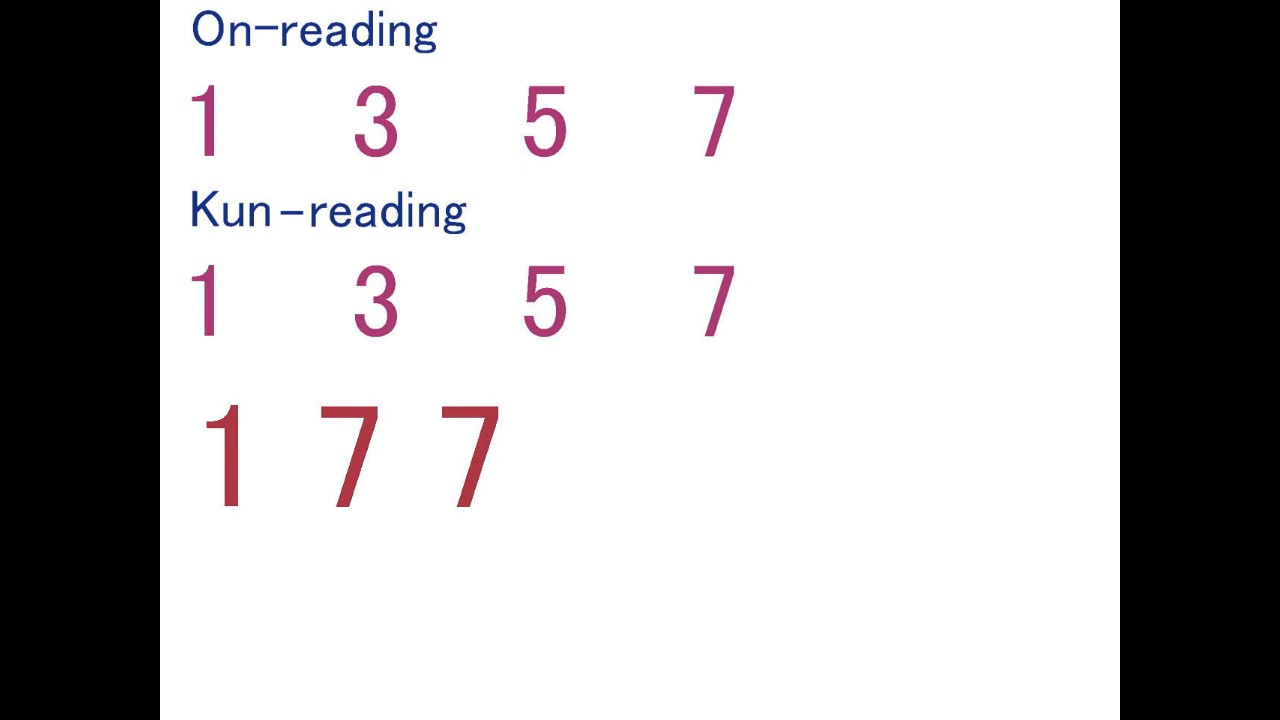 On-reading
1 3 5 7
Kun-reading
1 3 5 7
1 7 7